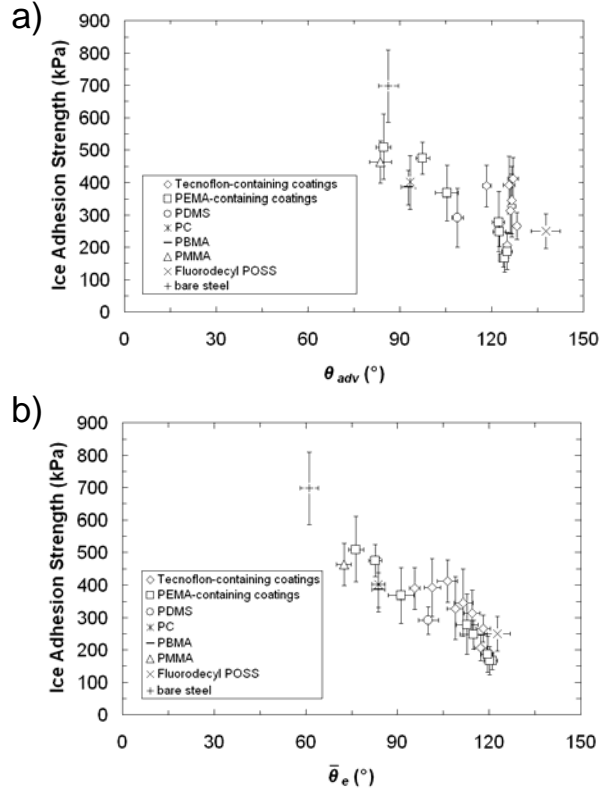 a)
900
800
700
600
500
400
300
200
100
0
Ice Adhesion Strength (kPa)
Tecnoflon-containing coatings
PEMA-containing coatings
PDMS
PC
PBMA
PMMA
Fluorodecyl POSS
bare steel
0 30 60 90 120 150
θ adv (°)
b)
900
800
700
600
500
400
300
200
100
0
Ice Adhesion Strength (kPa)
Tecnoflon-containing coatings
PEMA-containing coatings
PDMS
PC
PBMA
PMMA
Fluorodecyl POSS
bare steel
0 30 60 90 120 150
θ̅ e (°)